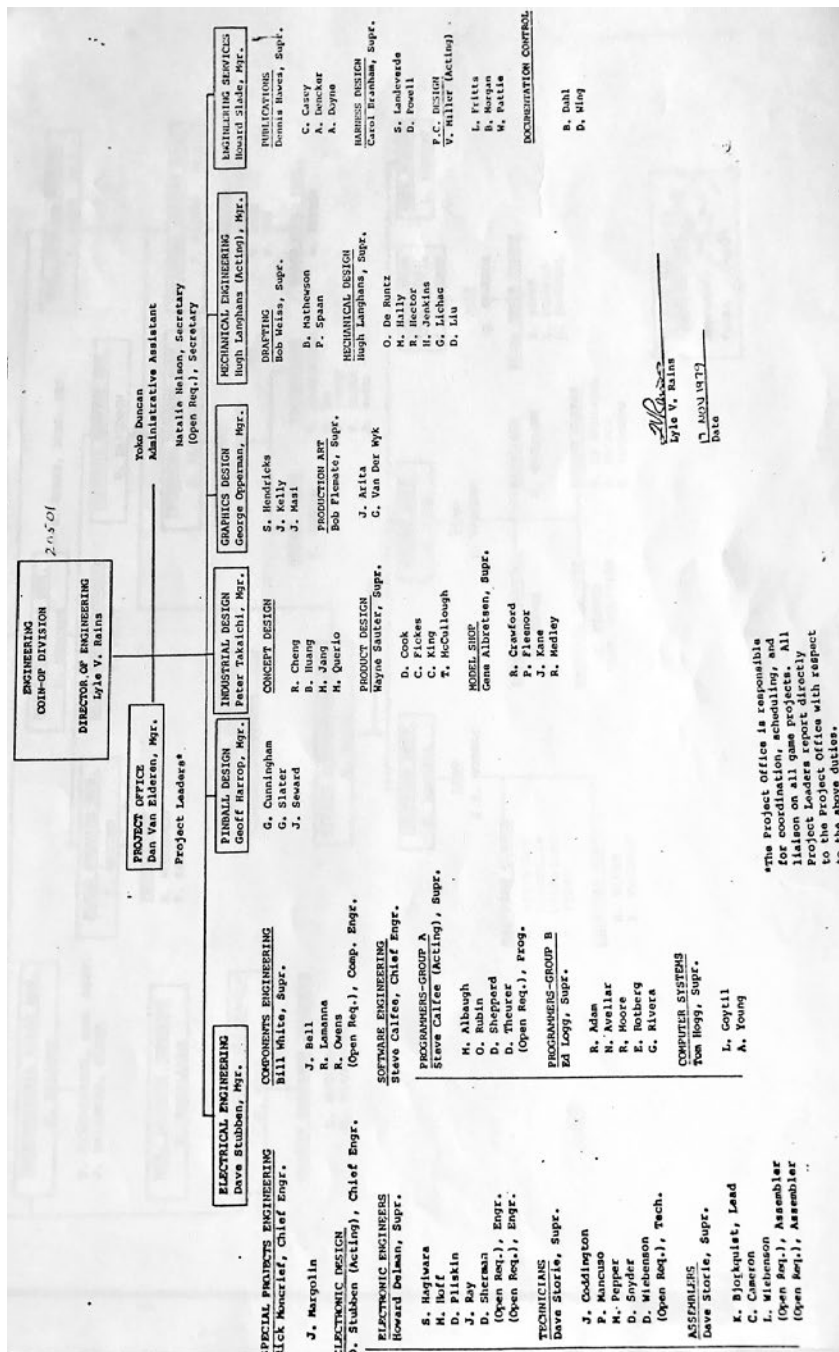 ENGINEERING
COIN-OP DIVISION
20501
DIRECTOR OF ENGINEERING
Lyle V. Rains
Yoko Duncan
Administrative Assistant
Natalie Nelson, Secretary
(Open Req.), Secretary
PROJECT OFFICE
Dan Van Elderen, Mgr.
Project Leaders*
ELECTRICAL ENGINEERING
Dave Stubben, Mgr.
SPECIAL PROJECTS ENGINEERING
Rick Moncrief, Chief Engr.
J. Margolin
ELECTRONIC DESIGN
D. Stubben (Acting), Chief Engr.
ELECTRONIC ENGINEERS
Howard Delman, Supr.
S. Hagiwara
M. Hoff
D. Pliskin
J. Ray
D. Sherman
(Open Req.), Engr.
(Open Req.), Engr.
TECHNICIANS
Dave Storie, Supr.
J. Coddington
P. Mancuso
M. Pepper
D. Snyder
D. Wiebenson
(Open Req.), Tech.
ASSEMBLERS
Dave Storie, Supr.
K. Bjorkquist, Lead
C. Cameron
L. Wiebenson
(Open Req.), Assembler
(Open Req.), Assembler
COMPONENTS ENGINEERING
Bill White, Supr.
J. Bell
R. Lamanna
R. Owens
(Open Req.), Comp. Engr.
SOFTWARE ENGINEERING
Steve Calfee, Chief Engr.
PROGRAMMERS-GROUP A
Steve Calfee (Acting), Supr.
M. Albaugh
O. Rubin
D. Shepperd
D. Theurer
(Open Req.), Prog.
PROGRAMMERS-GROUP B
Ed Logg, Supr.
R. Adam
N. Avellar
R. Moore
E. Rotberg
G. Rivera
COMPUTER SYSTEMS
Tom Hogg, Supr.
L. Goytil
A. Young
PINBALL DESIGN
Geoff Harrop, Mgr.
G. Cunningham
G. Slater
J. Seward
INDUSTRIAL DESIGN
Peter Takaichi, Mgr.
CONCEPT DESIGN
R. Cheng
B. Huang
M. Jang
M. Querio
PRODUCT DESIGN
Wayne Sauter, Supr.
D. Cook
C. Fickes
C. King
T. McCullough
MODEL SHOP
Gene Albretsen, Supr.
R. Crawford
P. Fleenor
J. Kane
R. Medley
GRAPHICS DESIGN
George Opperman, Mgr.
S. Hendricks
J. Kelly
J. Masi
PRODUCTION ART
Bob Flemate, Supr.
J. Arita
G. Van Der Wyk
MECHANICAL ENGINEERING
Hugh Langhans (Acting), Mgr.
DRAFTING
Bob Weiss, Supr.
B. Mathewson
P. Spaan
MECHANICAL DESIGN
Hugh Langhans, Supr.
O. De Runtz
M. Hally
R. Hector
H. Jenkins
G. Lichac
D. Liu
ENGINEERING SERVICES
Howard Slade, Mgr.
PUBLICATIONS
Dennis Hawes, Supr.
C. Casey
A. Dencker
A. Dayne
HARNESS DESIGN
Carol Branham, Supr.
S. Landeverde
D. Powell
P.C. DESIGN
V. Miller (Acting)
L. Fritts
B. Morgan
W. Pattie
DOCUMENTATION CONTROL
B. Dahl
D. Wing
*The Project Office is responsible
for coordination, scheduling, and
liaison on all game projects. All
Project Leaders report directly
to the Project Office with respect
to the above duties.
Lyle V. Rains
17 NOV 1979
Date